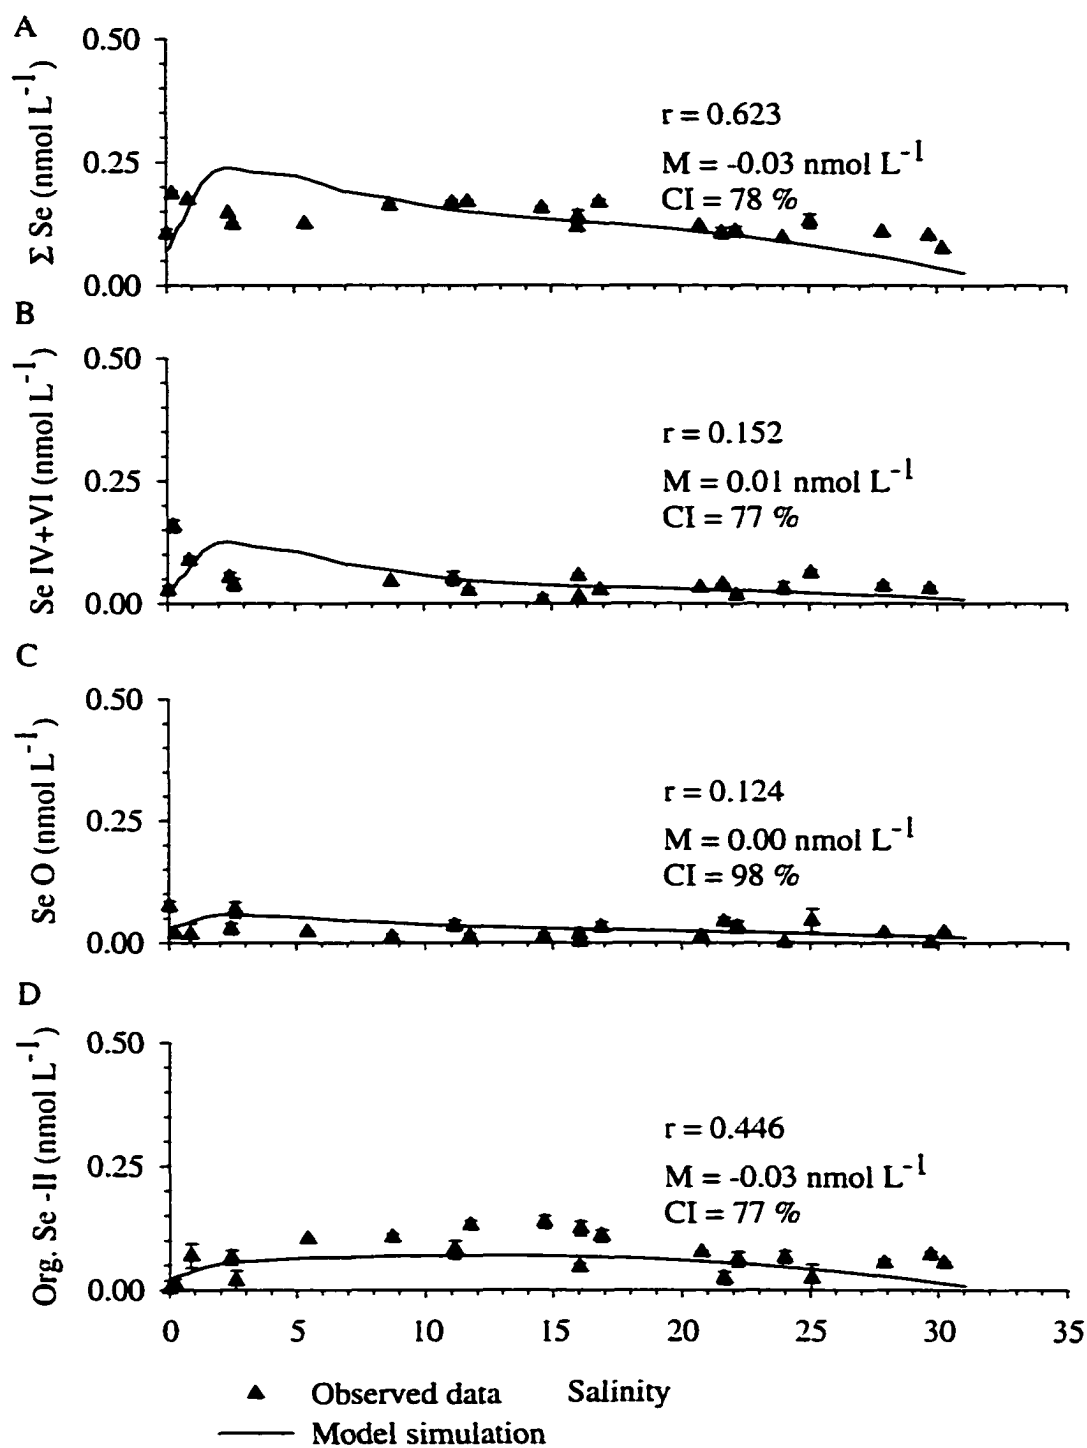 A
0.50
0.25
0.00
Σ Se (nmol L-1)
r = 0.623
M = -0.03 nmol L-1
CI = 78 %
B
0.50
0.25
0.00
Se IV+VI (nmol L-1)
r = 0.152
M = 0.01 nmol L-1
CI = 77 %
C
0.50
0.25
0.00
Se O (nmol L-1)
r = 0.124
M = 0.00 nmol L-1
CI = 98 %
D
0.50
0.25
0.00
Org. Se -II (nmol L-1)
r = 0.446
M = -0.03 nmol L-1
CI = 77 %
0 5 10 15 20 25 30 35
Observed data Salinity
Model simulation